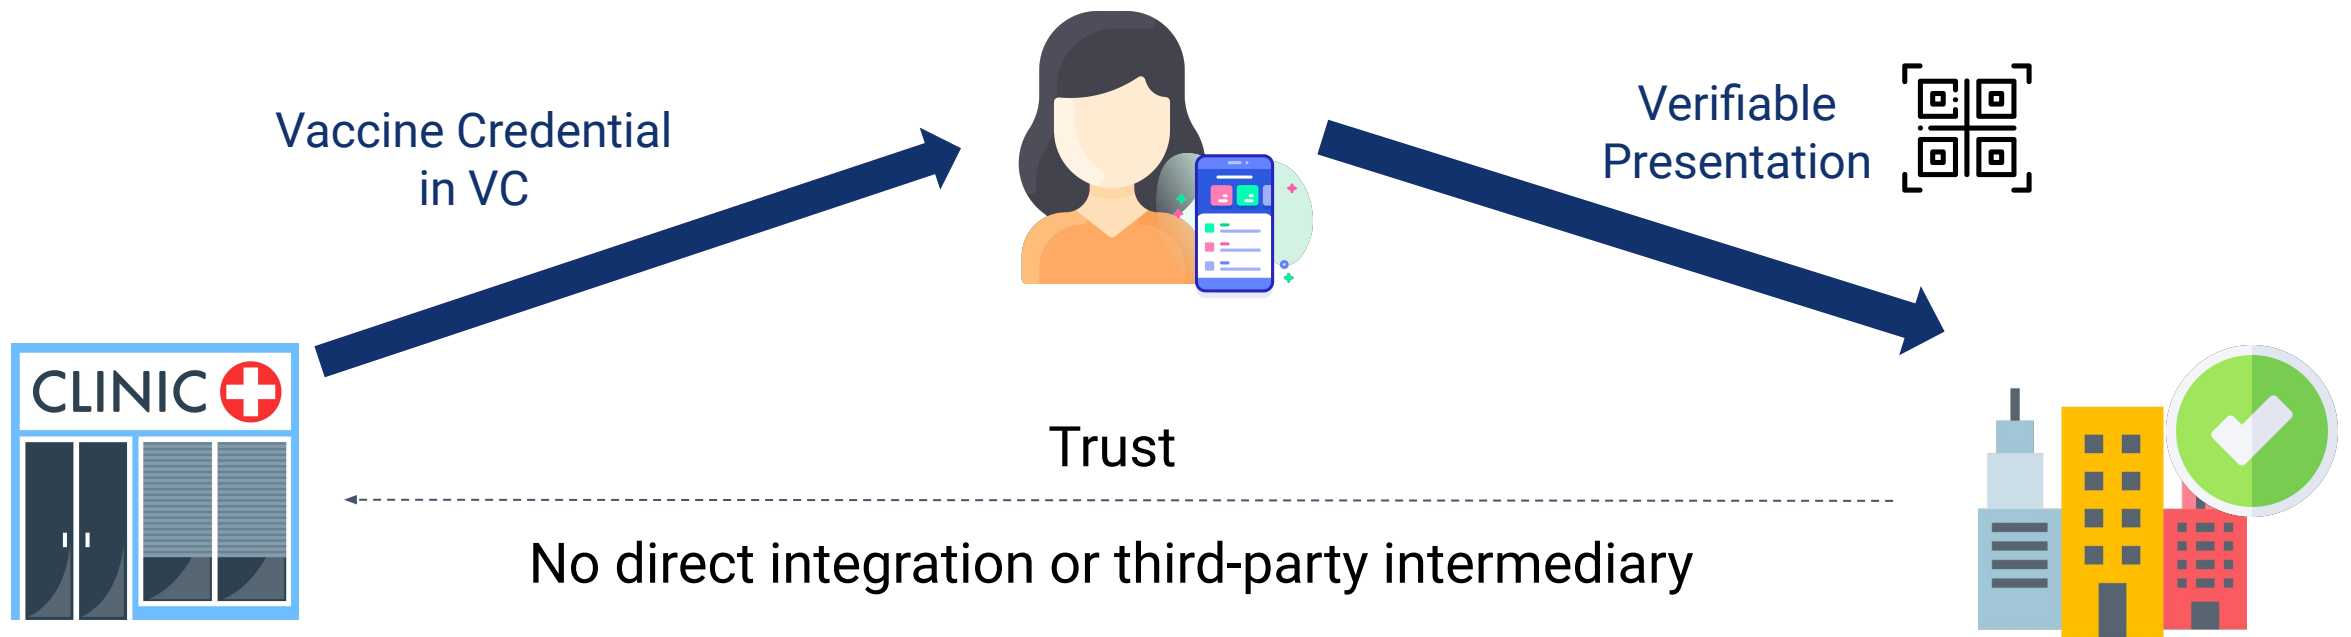 Vaccine Credential
in VC
Verifiable
Presentation
CLINIC
Trust
No direct integration or third-party intermediary